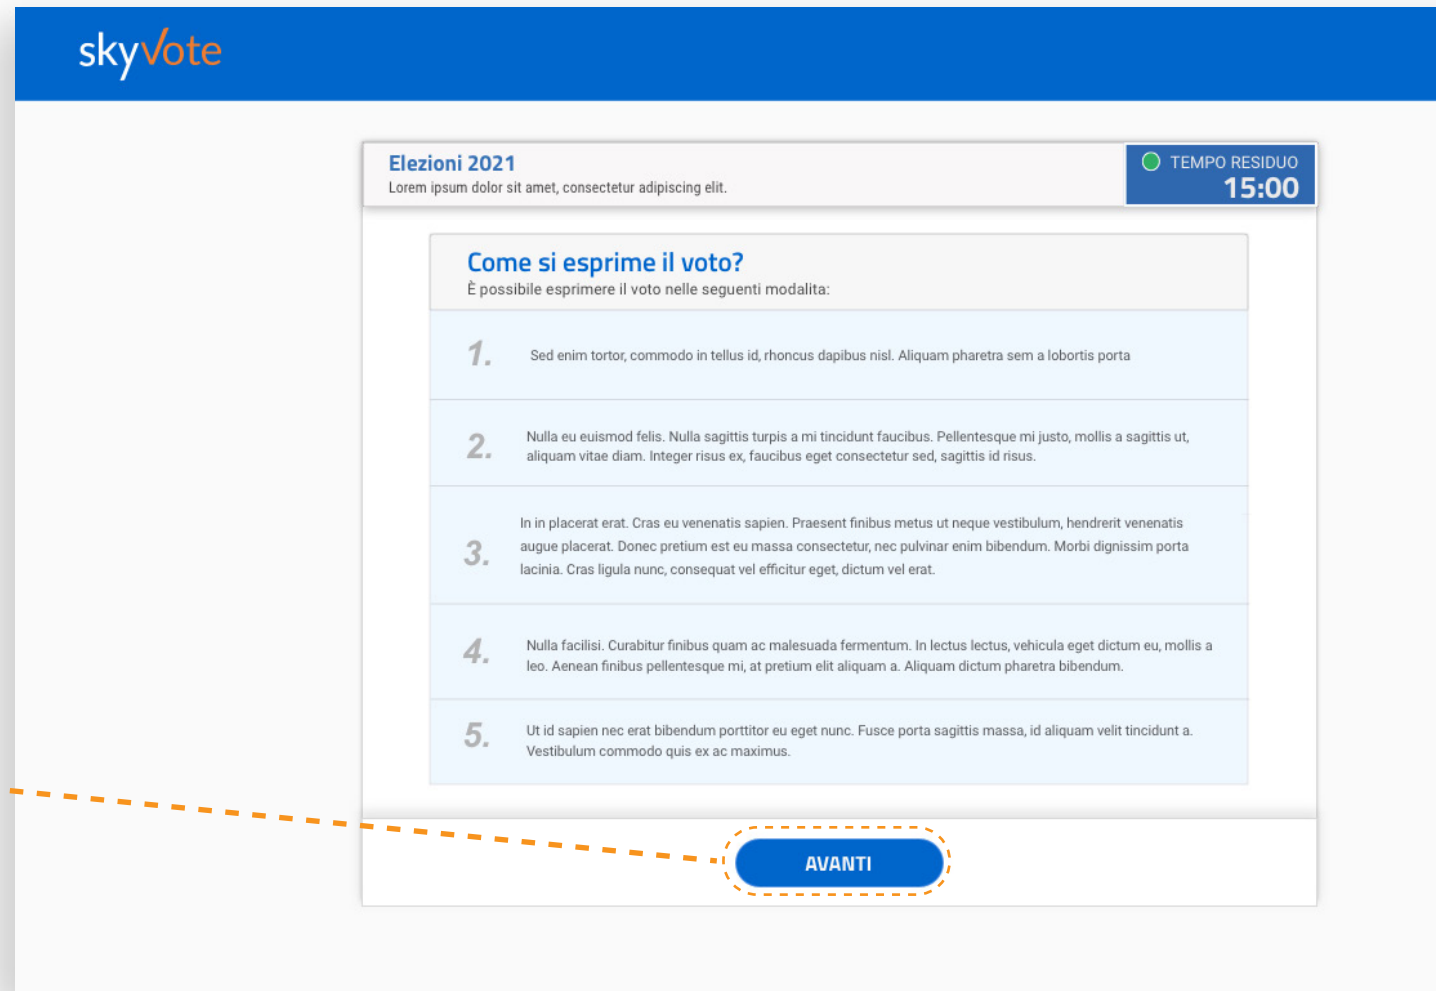 skyvote
Elezioni 2021
Lorem ipsum dolor sit amet, consectetur adipiscing elit.
TEMPO RESIDUO
15:00
Come si esprime il voto?
È possibile esprimere il voto nelle seguenti modalita:
1. Sed enim tortor, commodo in tellus id, rhoncus dapibus nisl. Aliquam pharetra sem a lobortis porta
2. Nulla eu euismod felis. Nulla sagittis turpis a mi tincidunt faucibus. Pellentesque mi justo, mollis a sagittis ut,
aliquam vitae diam. Integer risus ex, faucibus eget consectetur sed, sagittis id risus.
3. In in placerat erat. Cras eu venenatis sapien. Praesent finibus metus ut neque vestibulum, hendrerit venenatis
augue placerat. Donec pretium est eu massa consectetur, nec pulvinar enim bibendum. Morbi dignissim porta
lacinia. Cras ligula nunc, consequat vel efficitur eget, dictum vel erat.
4. Nulla facilisi. Curabitur finibus quam ac malesuada fermentum. In lectus lectus, vehicula eget dictum eu, mollis a
leo. Aenean finibus pellentesque mi, at pretium elit aliquam a. Aliquam dictum pharetra bibendum.
5. Ut id sapien nec erat bibendum porttitor eu eget nunc. Fusce porta sagittis massa, id aliquam velit tincidunt a.
Vestibulum commodo quis ex ac maximus.
AVANTI